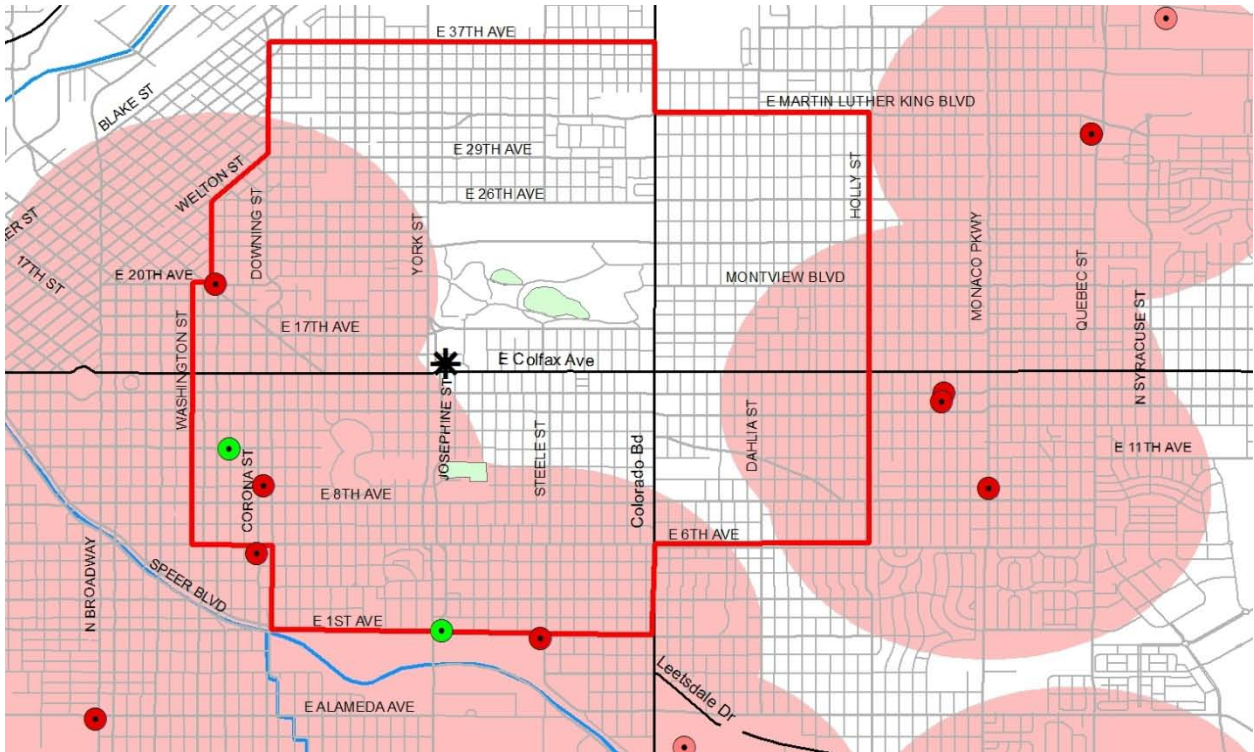 E 37TH AVE
E MARTIN LUTHER KING BLVD
BLAKE ST
E 29TH AVE
WELTON ST
HOLLY ST
E 26TH AVE
DOWNING ST
YORK ST
ER ST
MONACO PKWY
17TH ST
E 20TH AVE
MONTVIEW BLVD
QUEBEC ST
N SYRACUSE ST
E 17TH AVE
WASHINGTON ST
E Colfax Ave
JOSEPHINE ST
STEELE ST
DAHLIA ST
CORONA ST
Colorado Bd
E 11TH AVE
E 8TH AVE
E 6TH AVE
N BROADWAY
SPEER BLVD
E 1ST AVE
Leetsdale Dr
E ALAMEDA AVE